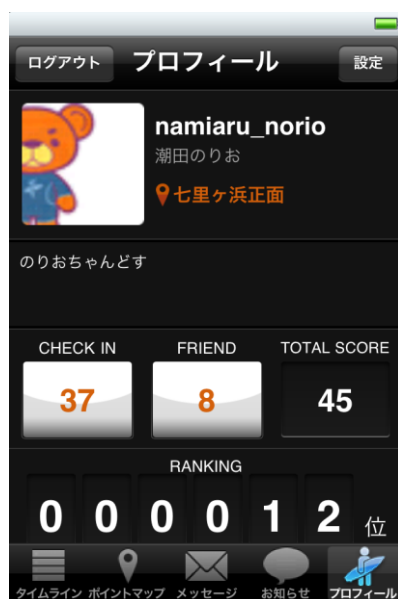 ログアウト プロフィール 設定
namiaru_norio
潮田のりお
七里ヶ浜正面
のりおちゃんどす
CHECK IN FRIEND TOTAL SCORE
37 8 45
RANKING
0 0 0 0 1 2 位
タイムライン ポイントマップ メッセージ お知らせ プロフィール